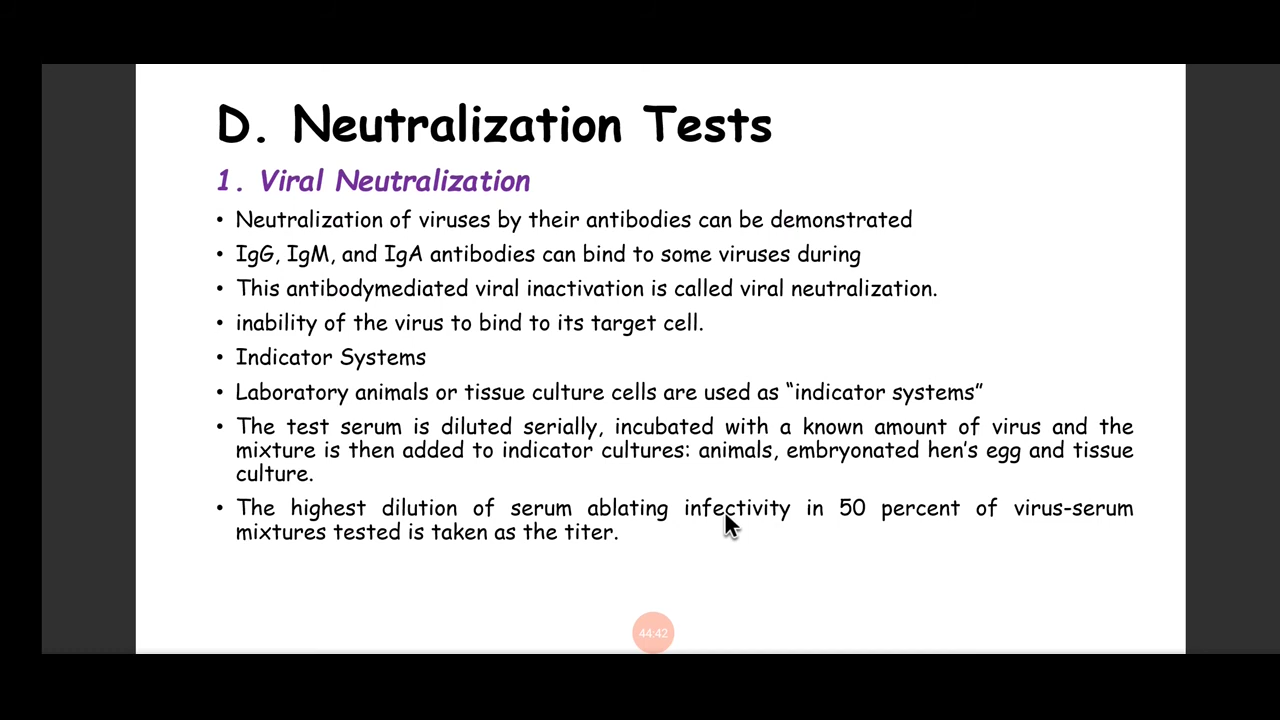 D. Neutralization Tests
1. Viral Neutralization
• Neutralization of viruses by their antibodies can be demonstrated
• IgG, IgM, and IgA antibodies can bind to some viruses during
• This antibodymediated viral inactivation is called viral neutralization.
• inability of the virus to bind to its target cell.
• Indicator Systems
• Laboratory animals or tissue culture cells are used as “indicator systems”
• The test serum is diluted serially, incubated with a known amount of virus and the
mixture is then added to indicator cultures: animals, embryonated hen’s egg and tissue
culture.
• The highest dilution of serum ablating infectivity in 50 percent of virus-serum
mixtures tested is taken as the titer.
44:42